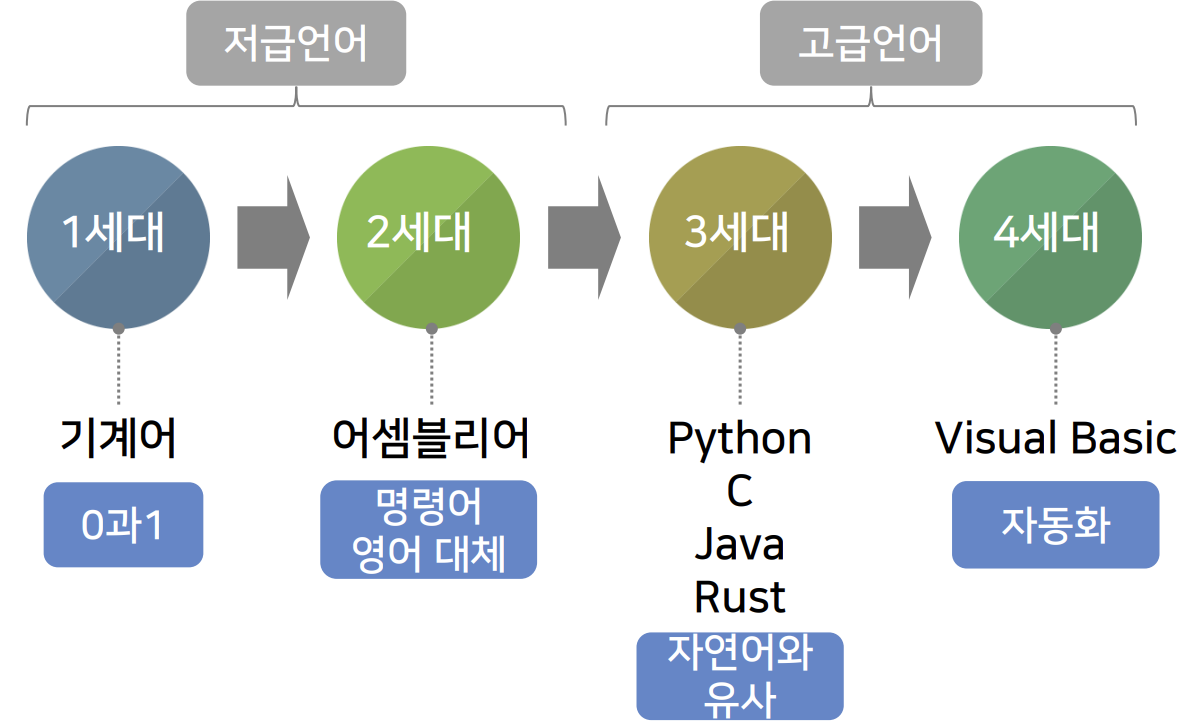 저급언어
고급언어
1세대
2세대
3세대
4세대
기계어
0과1
어셈블리어
명령어
영어 대체
Python
C
Java
Rust
자연어와
유사
Visual Basic
자동화